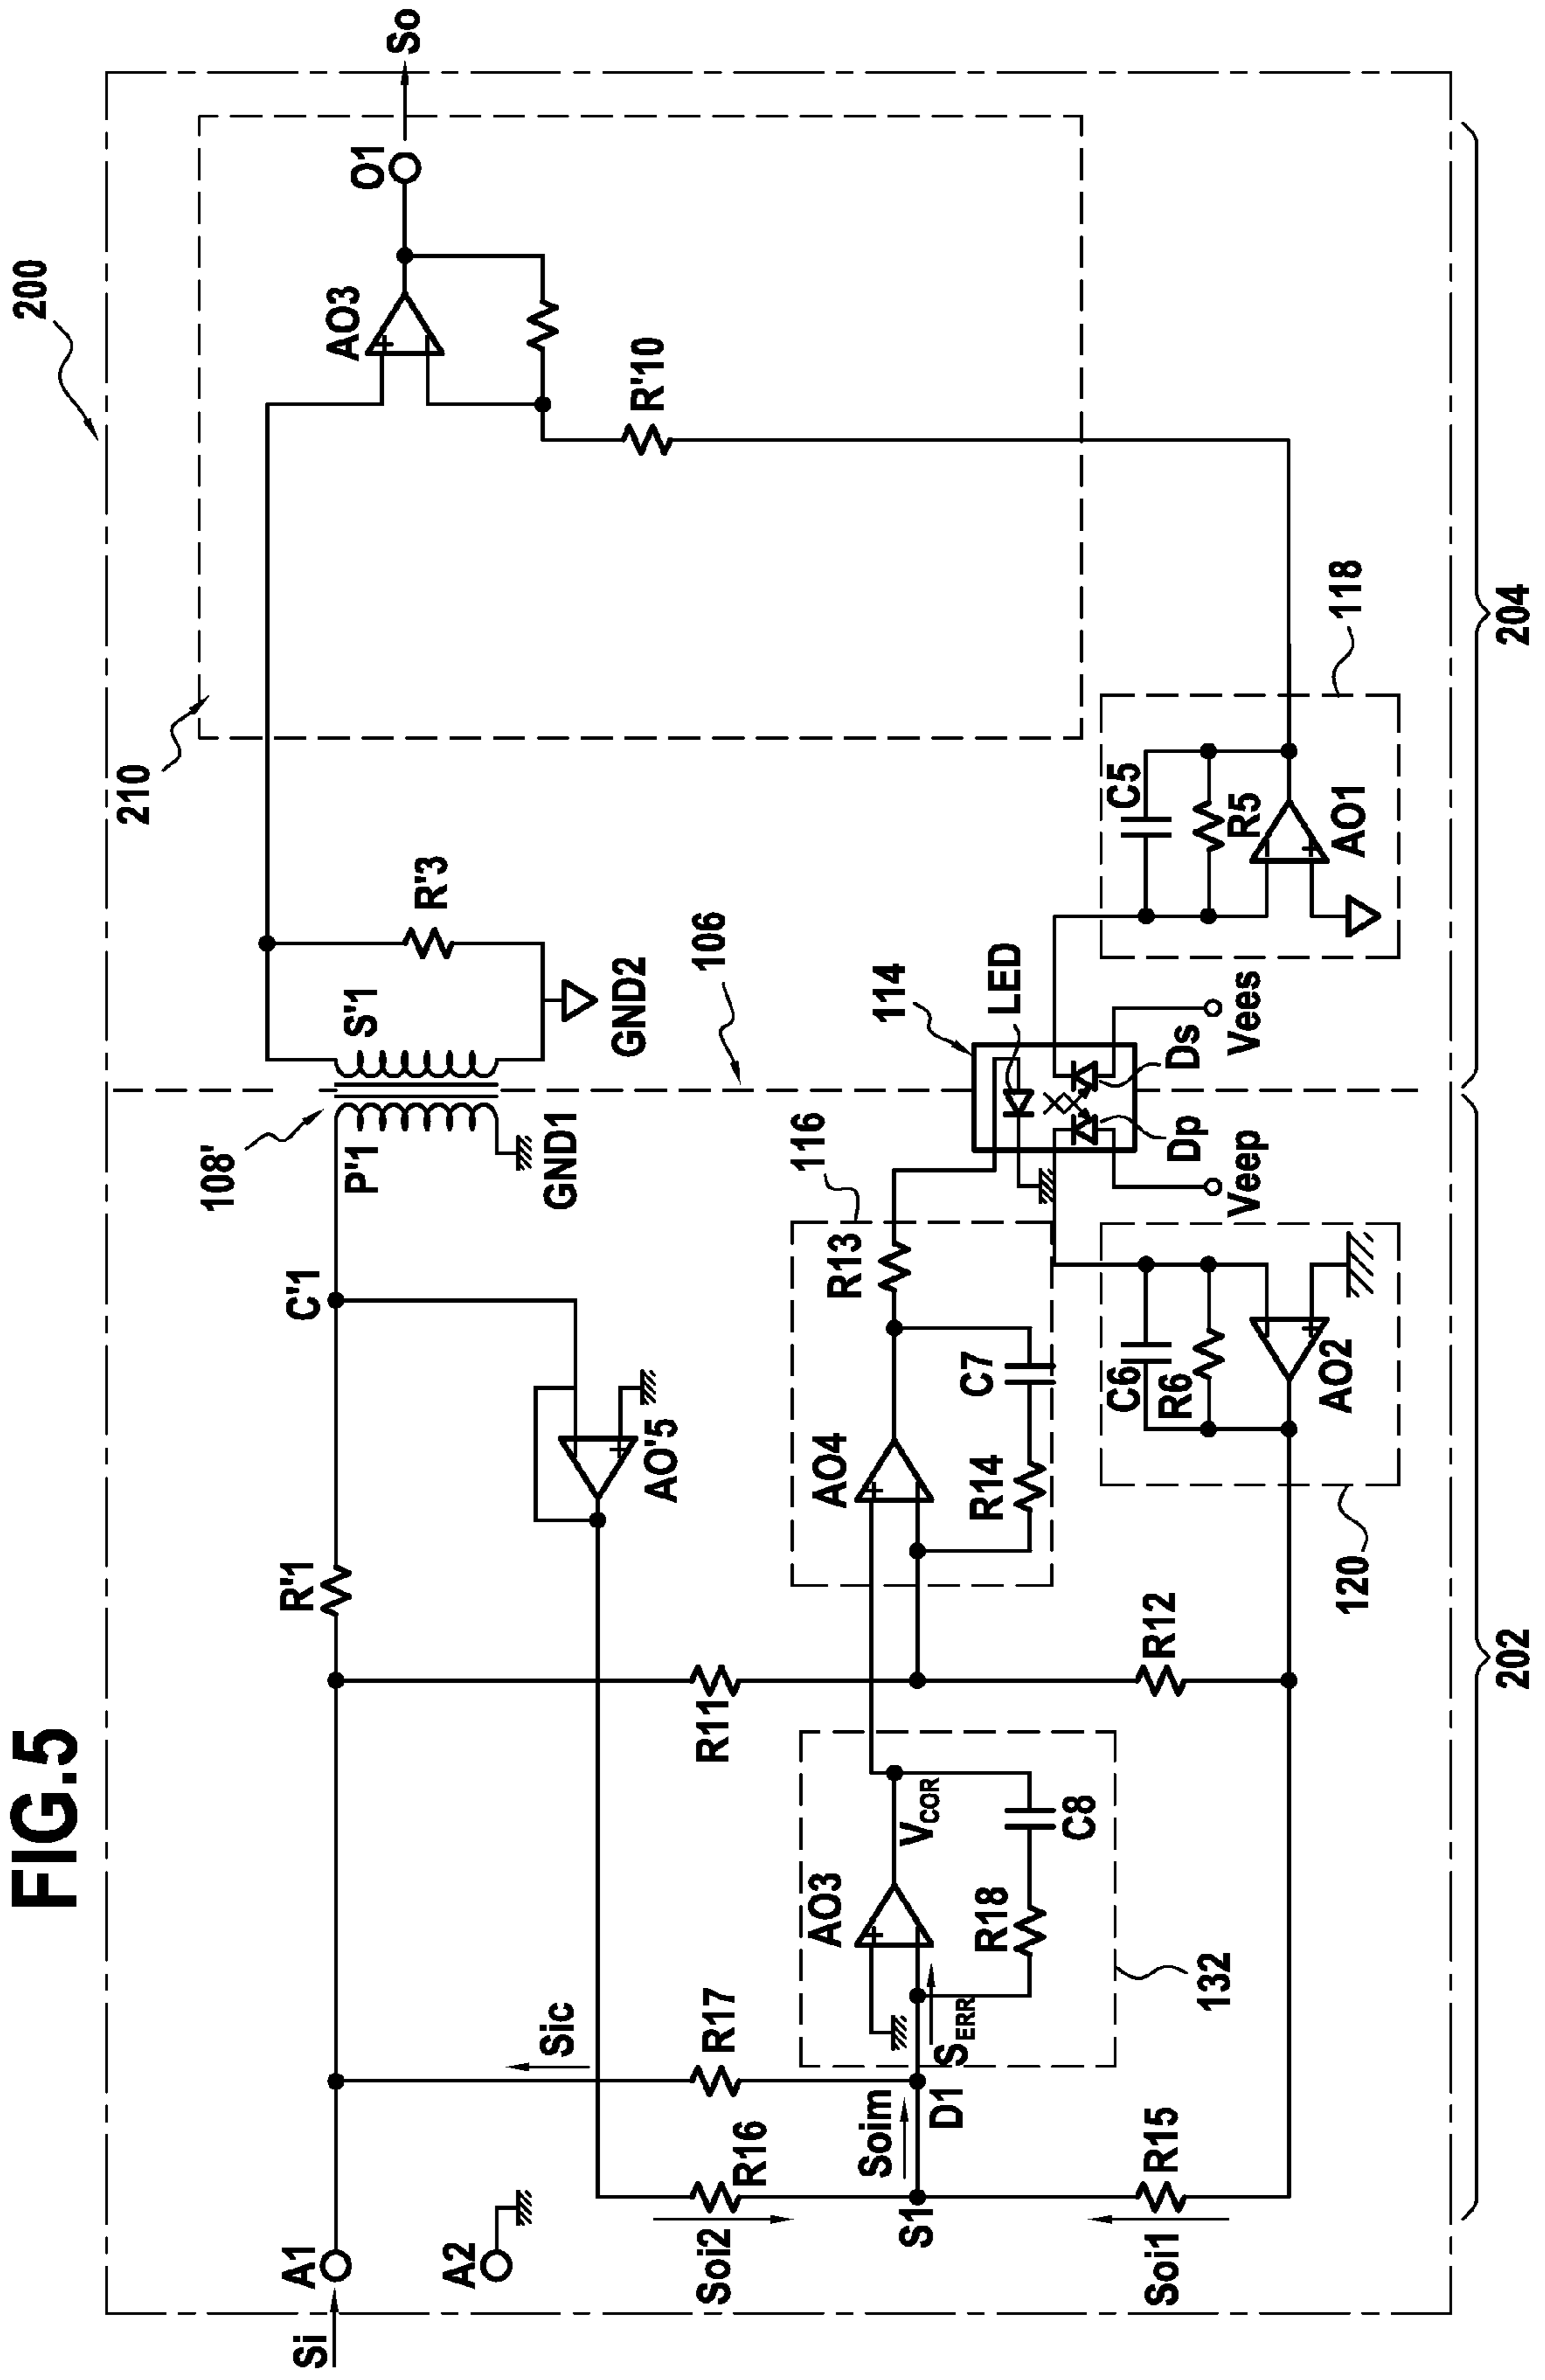 FIG.5
200
Si
A1
A2
R'1
C'1
108'
P'1
S'1
GND1
GND2
R'3
210
AO3
O1
So
R'10
106
Sic
R17
R16
Soi2
Soim
S1
D1
R15
Soi1
S_ERR
AO3
V_COR
R18
C8
132
R11
R12
AO'5
AO4
R14
C7
R13
116
114
LED
Dp
Ds
Veep
Vees
C6
R6
AO2
120
C5
R5
AO1
118
202
204